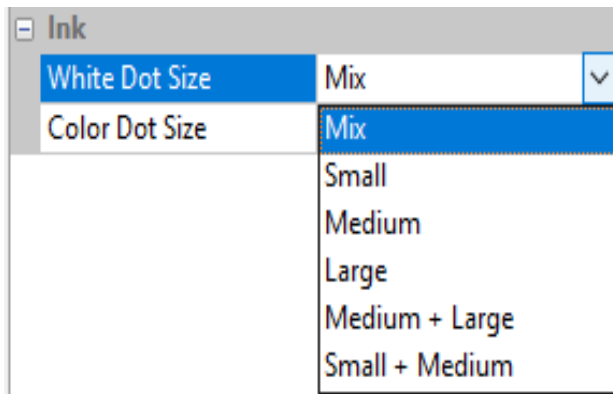 Ink
White Dot Size Mix
Color Dot Size Mix
Small
Medium
Large
Medium + Large
Small + Medium